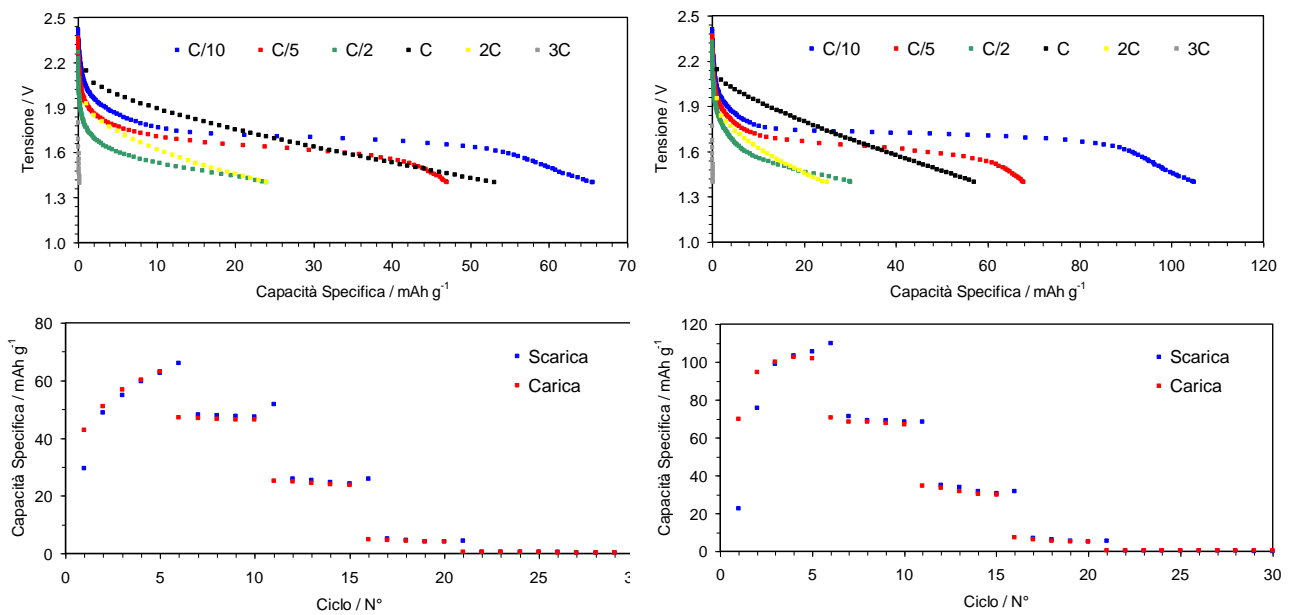 2.5
2.2
1.9
1.6
1.3
1.0
Tensione / V
C/10 C/5 C/2 C 2C 3C
0 10 20 30 40 50 60 70
Capacità Specifica / mAh g-1
2.5
2.2
1.9
1.6
1.3
1.0
Tensione / V
C/10 C/5 C/2 C 2C 3C
0 20 40 60 80 100 120
Capacità Specifica / mAh g-1
80
60
40
20
0
Capacità Specifica / mAh g-1
Scarica
Carica
0 5 10 15 20 25
Ciclo / N°
120
100
80
60
40
20
0
Capacità Specifica / mAh g-1
Scarica
Carica
0 5 10 15 20 25 30
Ciclo / N°